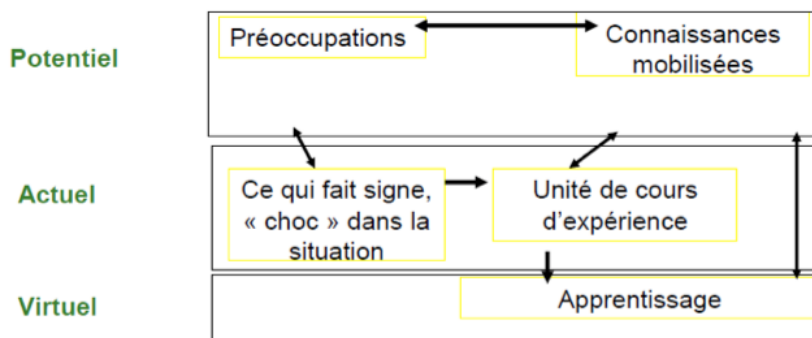 Potentiel
Préoccupations
Connaissances
mobilisées
Actuel
Ce qui fait signe,
« choc » dans la
situation
Unité de cours
d'expérience
Virtuel
Apprentissage